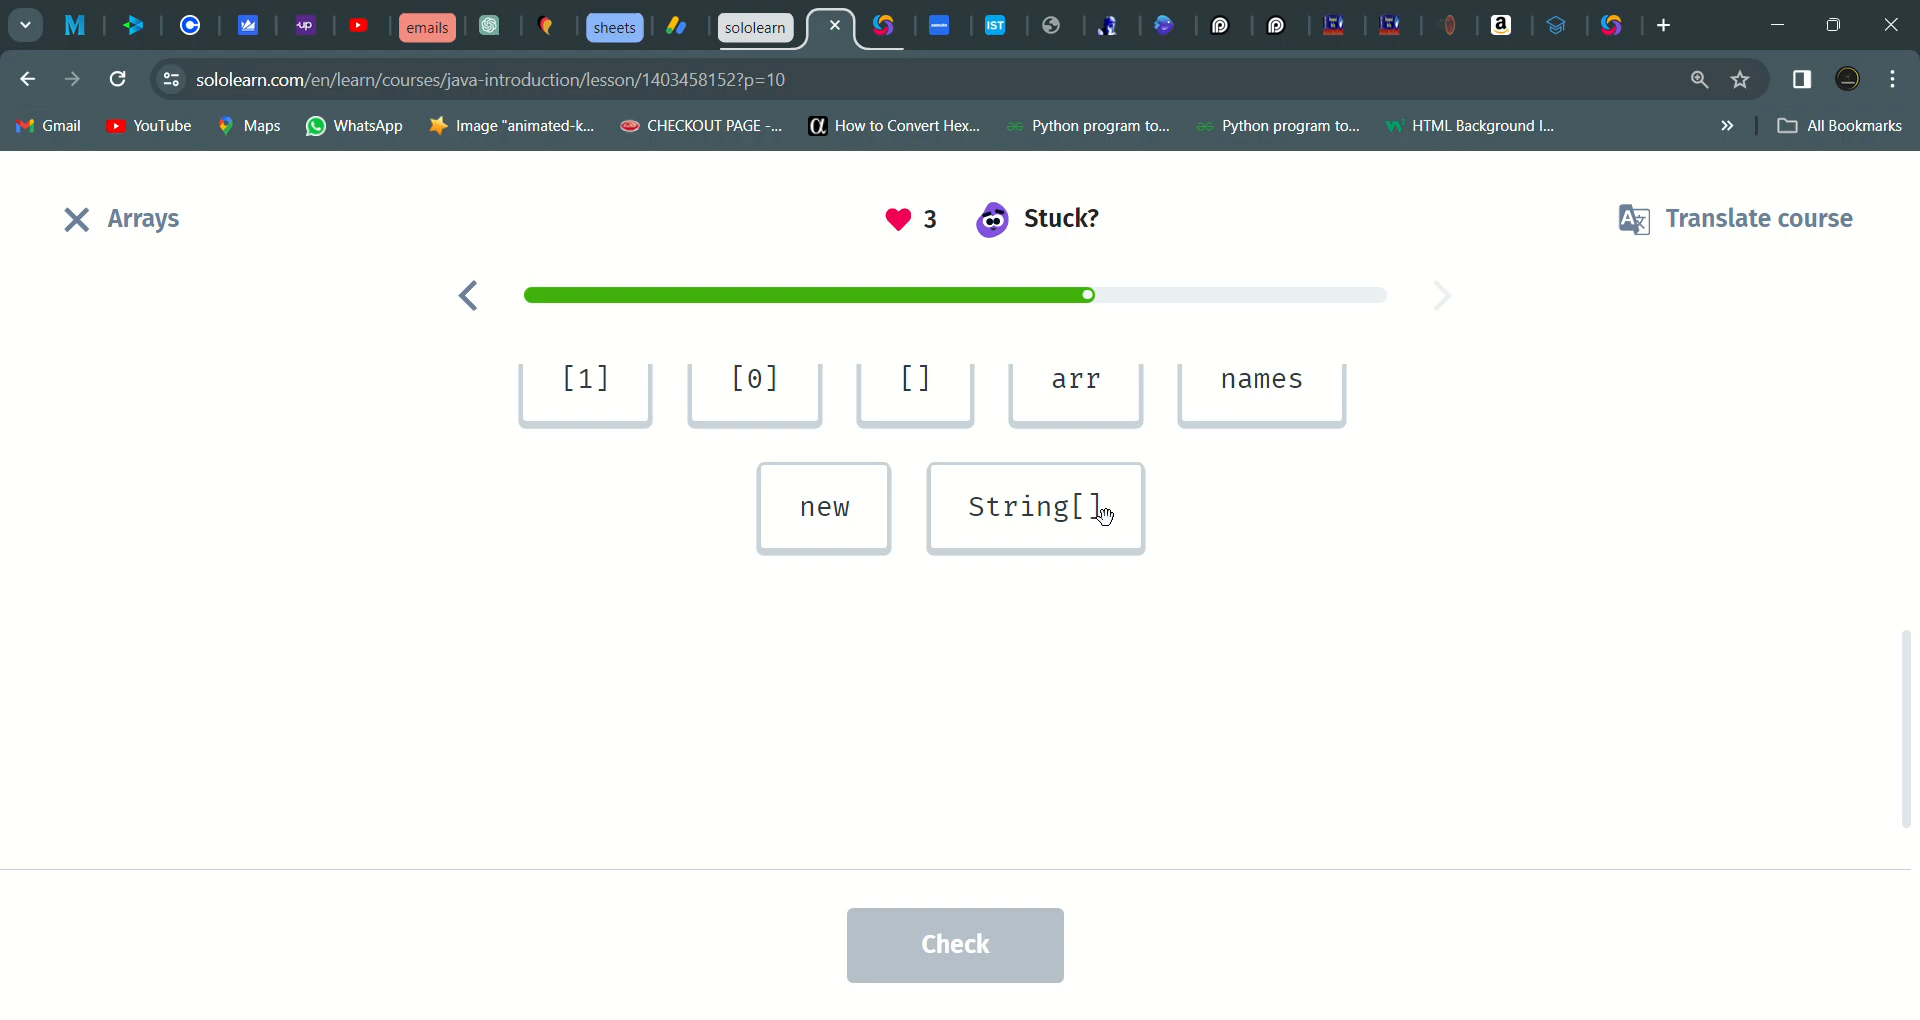 emails
sheets
sololearn
sololearn.com/en/learn/courses/java-introduction/lesson/1403458152?p=10
Gmail YouTube Maps WhatsApp Image "animated-k... CHECKOUT PAGE -... How to Convert Hex... Python program to... Python program to... HTML Background I... » All Bookmarks
Arrays 3 Stuck? Translate course
[1] [0] [] arr names
new String[]
Check